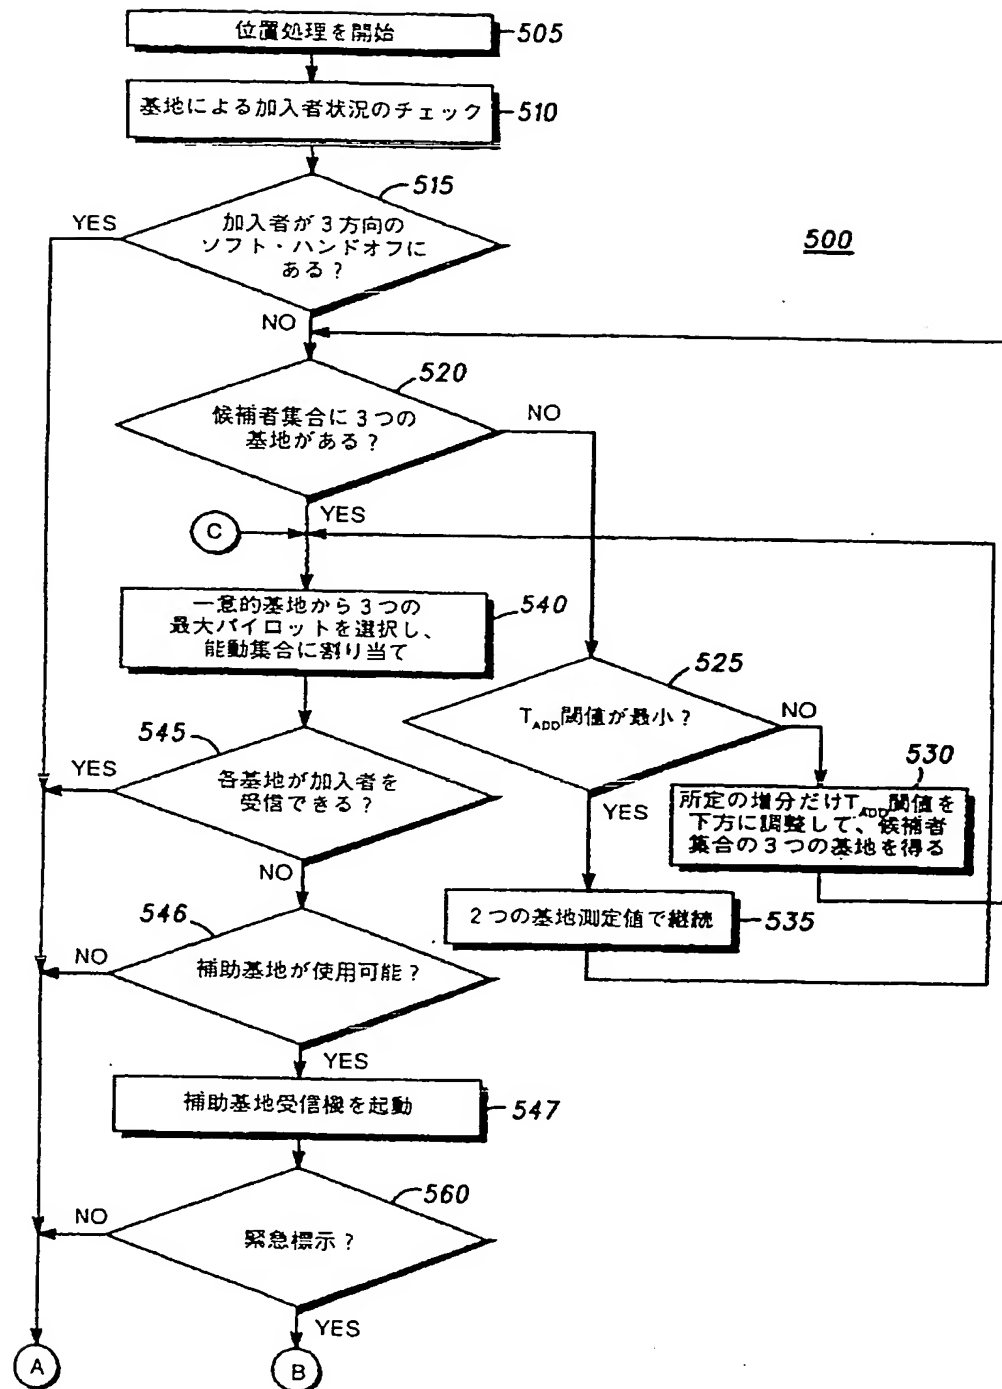 位置処理を開始
505
基地による加入者状況のチェック
510
515
YES
加入者が3方向の
ソフト・ハンドオフに
ある?
500
NO
520
候補者集合に3つの
基地がある?
NO
YES
C
一意的基地から3つの
最大パイロットを選択し、
能動集合に割り当て
540
525
TADD閾値が最小?
NO
545
YES
各基地が加入者を
受信できる?
530
所定の増分だけTADD閾値を
下方に調整して、候補者
集合の3つの基地を得る
YES
NO
2つの基地測定値で継続
535
546
NO
補助基地が使用可能?
YES
補助基地受信機を起動
547
560
NO
緊急標示?
YES
A
B